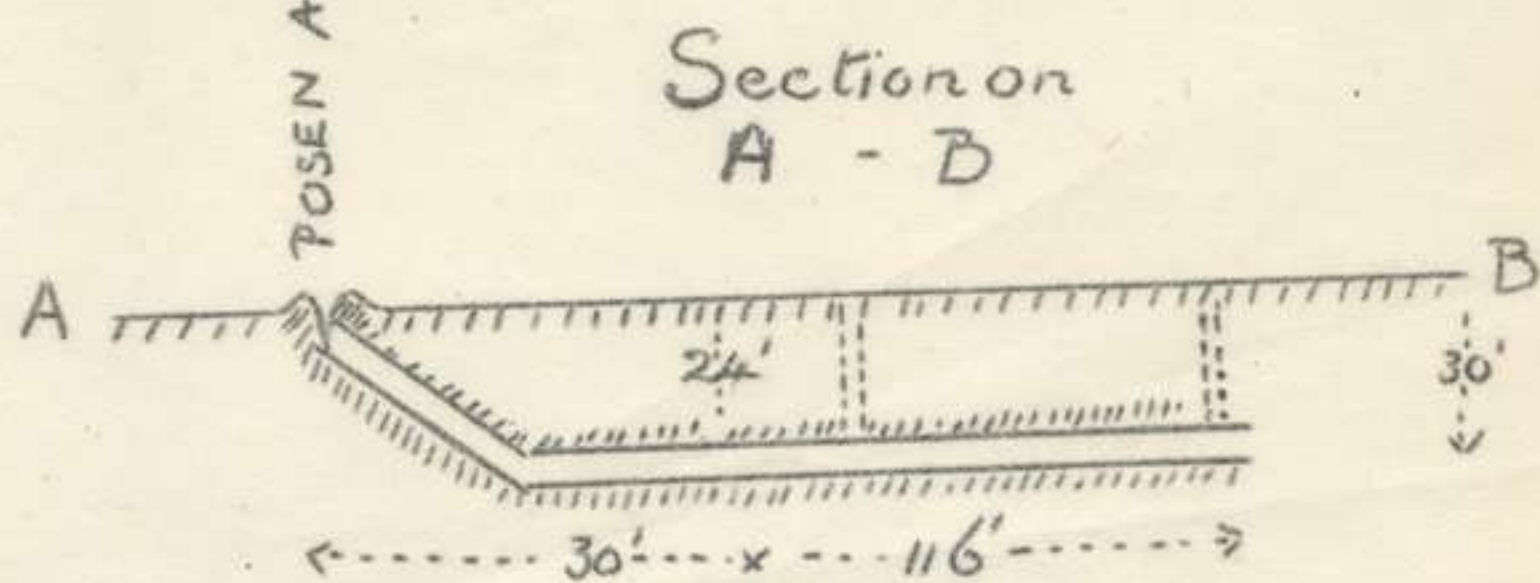 POSEN A
Section on
A - B
A
B
24'
30'
30' x 116'